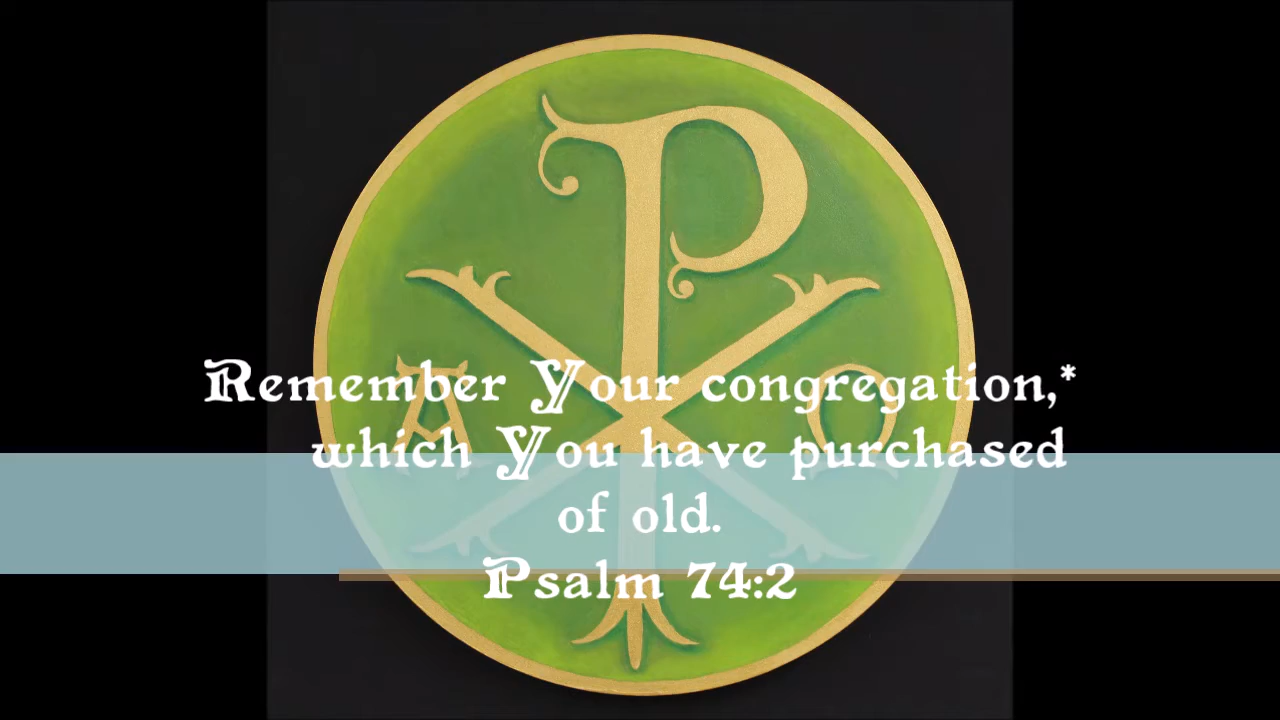 P
A O
Remember Your congregation,*
which You have purchased
of old.
Psalm 74:2